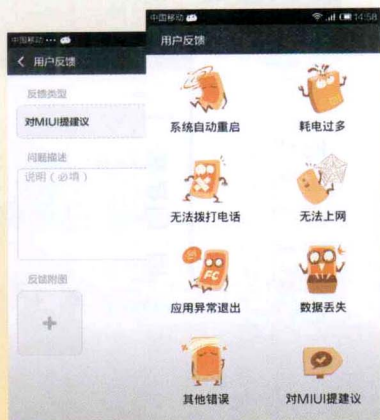 中国移动
用户反馈
反馈类型
对MIUI提建议
问题描述
说明（必填）
反馈附图
中国移动
14:58
用户反馈
系统自动重启
耗电过多
无法拨打电话
无法上网
FC
应用异常退出
数据丢失
其他错误
对MIUI提建议